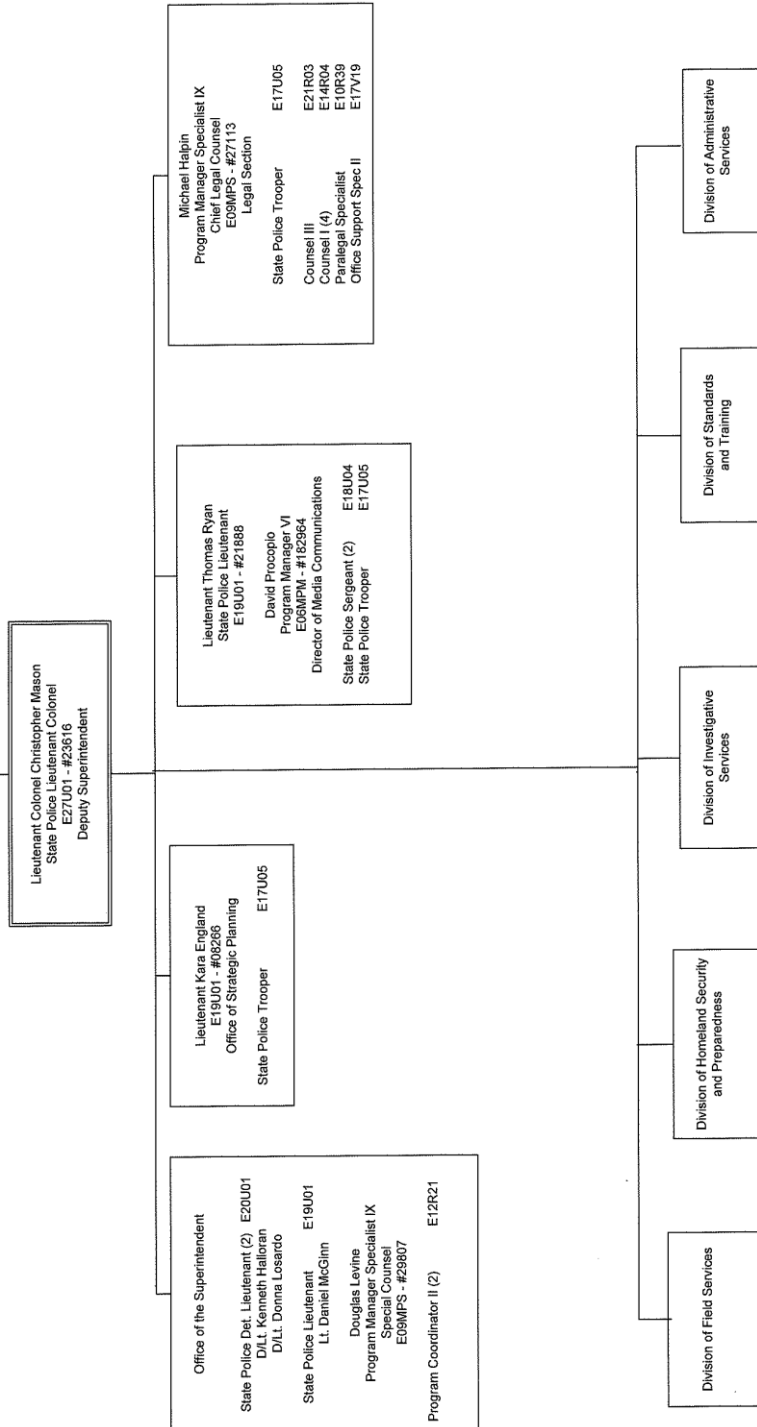 Lieutenant Colonel Christopher Mason
State Police Lieutenant Colonel
E27U01 - #23616
Deputy Superintendent
Office of the Superintendent
State Police Det. Lieutenant (2) E20U01
D/Lt. Kenneth Halloran
D/Lt. Donna Losardo
State Police Lieutenant E19U01
Lt. Daniel McGinn
Douglas Levine
Program Manager Specialist IX
Special Counsel
E09MPS - #29807
Program Coordinator II (2) E12R21
Lieutenant Kara England
E19U01 - #08266
Office of Strategic Planning
State Police Trooper E17U05
Lieutenant Thomas Ryan
State Police Lieutenant
E19U01 - #21888
David Procopio
Program Manager VI
E06MPM - #182964
Director of Media Communications
State Police Sergeant (2) E18U04
State Police Trooper E17U05
Michael Halpin
Program Manager Specialist IX
Chief Legal Counsel
E09MPS - #27113
Legal Section
State Police Trooper E17U05
Counsel III E21R03
Counsel I (4) E14R04
Paralegal Specialist E10R39
Office Support Spec II E17V19
Division of Field Services
Division of Homeland Security
and Preparedness
Division of Investigative
Services
Division of Standards
and Training
Division of Administrative
Services